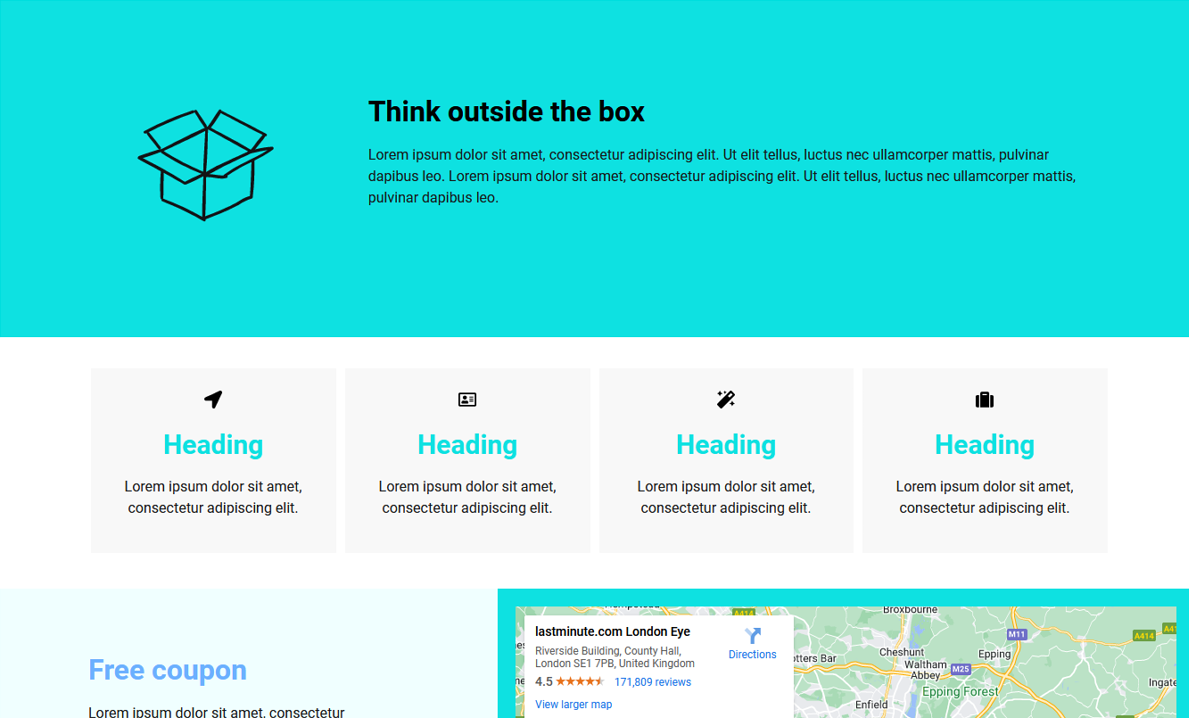 Think outside the box
Lorem ipsum dolor sit amet, consectetur adipiscing elit. Ut elit tellus, luctus nec ullamcorper mattis, pulvinar
dapibus leo. Lorem ipsum dolor sit amet, consectetur adipiscing elit. Ut elit tellus, luctus nec ullamcorper mattis,
pulvinar dapibus leo.
Heading
Lorem ipsum dolor sit amet,
consectetur adipiscing elit.
Heading
Lorem ipsum dolor sit amet,
consectetur adipiscing elit.
Heading
Lorem ipsum dolor sit amet,
consectetur adipiscing elit.
Heading
Lorem ipsum dolor sit amet,
consectetur adipiscing elit.
Free coupon
Lorem ipsum dolor sit amet, consectetur
lastminute.com London Eye
Riverside Building, County Hall,
London SE1 7PB, United Kingdom
4.5 171,809 reviews
View larger map
Directions
A414
Broxbourne
M11
A414
Cheshunt
Epping
Waltham
Abbey
M25
Epping Forest
Enfield